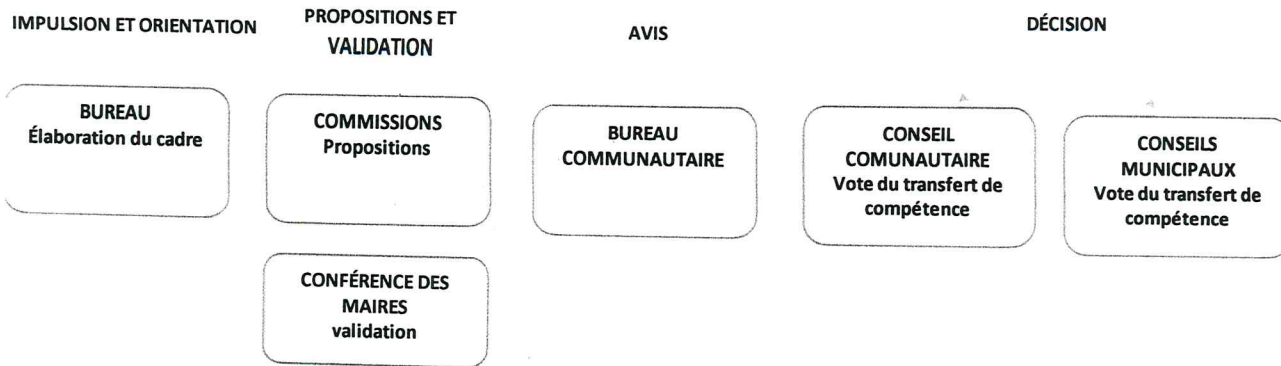 IMPULSION ET ORIENTATION
PROPOSITIONS ET
VALIDATION
AVIS
DÉCISION
BUREAU
Élaboration du cadre
COMMISSIONS
Propositions
CONFÉRENCE DES
MAIRES
validation
BUREAU
COMMUNAUTAIRE
CONSEIL
COMUNAUTAIRE
Vote du transfert de
compétence
CONSEILS
MUNICIPAUX
Vote du transfert de
compétence